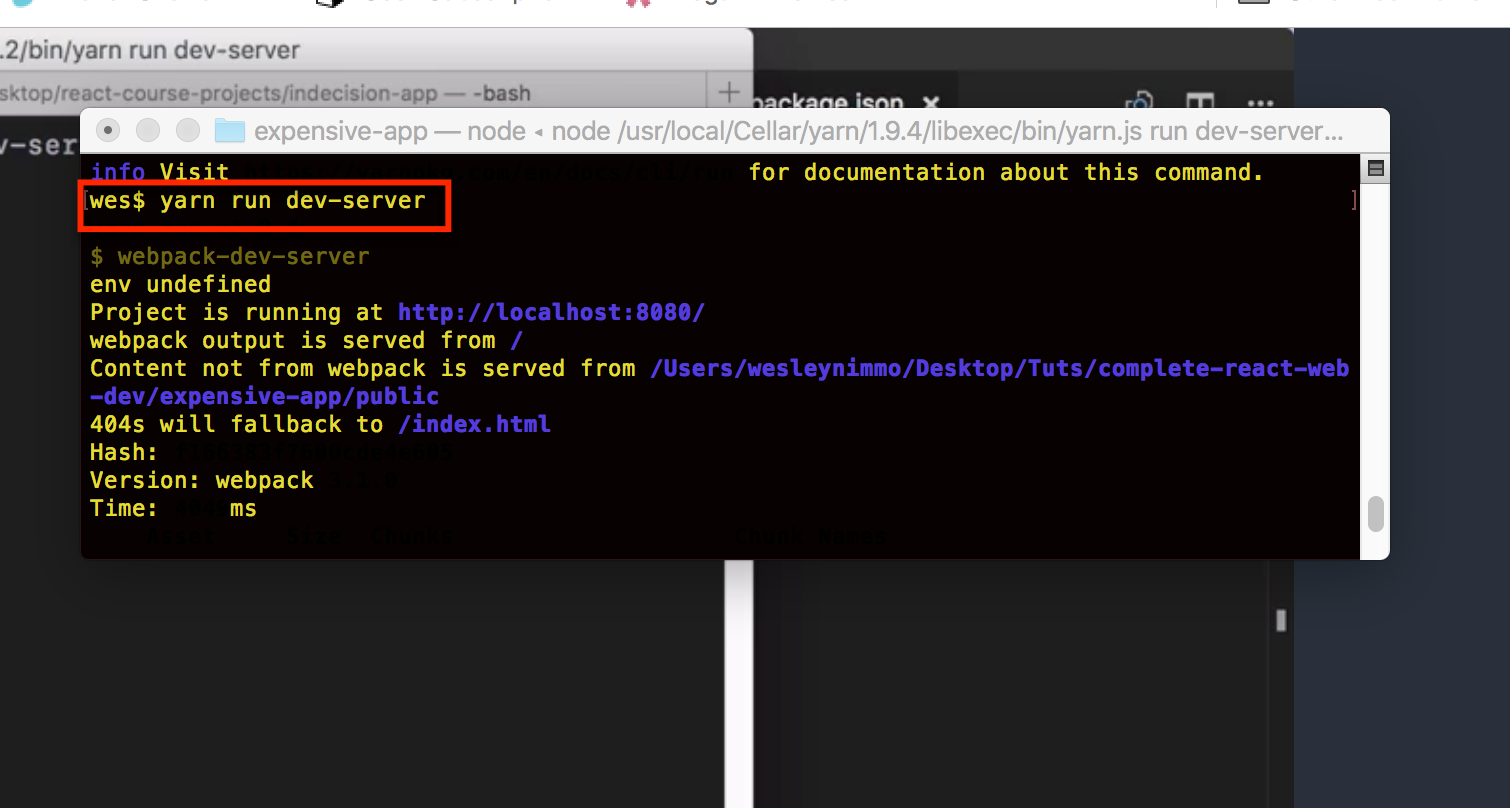 .2/bin/yarn run dev-server
sktop/react-course-projects/indecision-app — -bash
package.json
v-ser
expensive-app — node ◂ node /usr/local/Cellar/yarn/1.9.4/libexec/bin/yarn.js run dev-server...
info Visit for documentation about this command.
[wes$ yarn run dev-server ]
$ webpack-dev-server
env undefined
Project is running at http://localhost:8080/
webpack output is served from /
Content not from webpack is served from /Users/wesleynimmo/Desktop/Tuts/complete-react-web
-dev/expensive-app/public
404s will fallback to /index.html
Hash:
Version: webpack 3.1.0
Time: ms
Asset Size Chunks Chunk Names